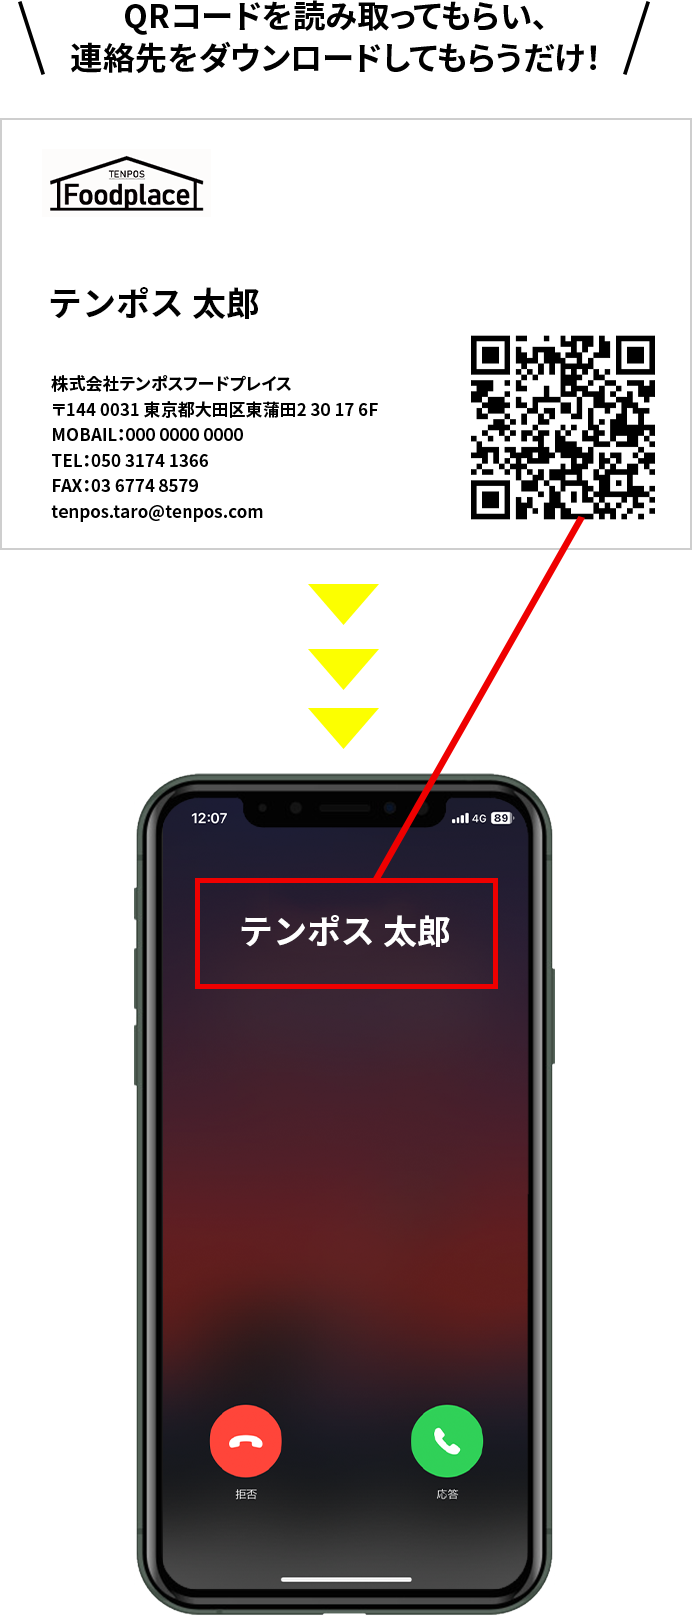 QRコードを読み取ってもらい、
連絡先をダウンロードしてもらうだけ！
TENPOS
Foodplace
テンポス 太郎
株式会社テンポスフードプレイス
〒144 0031 東京都大田区東蒲田2 30 17 6F
MOBAIL：000 0000 0000
TEL：050 3174 1366
FAX：03 6774 8579
tenpos.taro@tenpos.com
12:07
4G 89
テンポス 太郎
拒否
応答